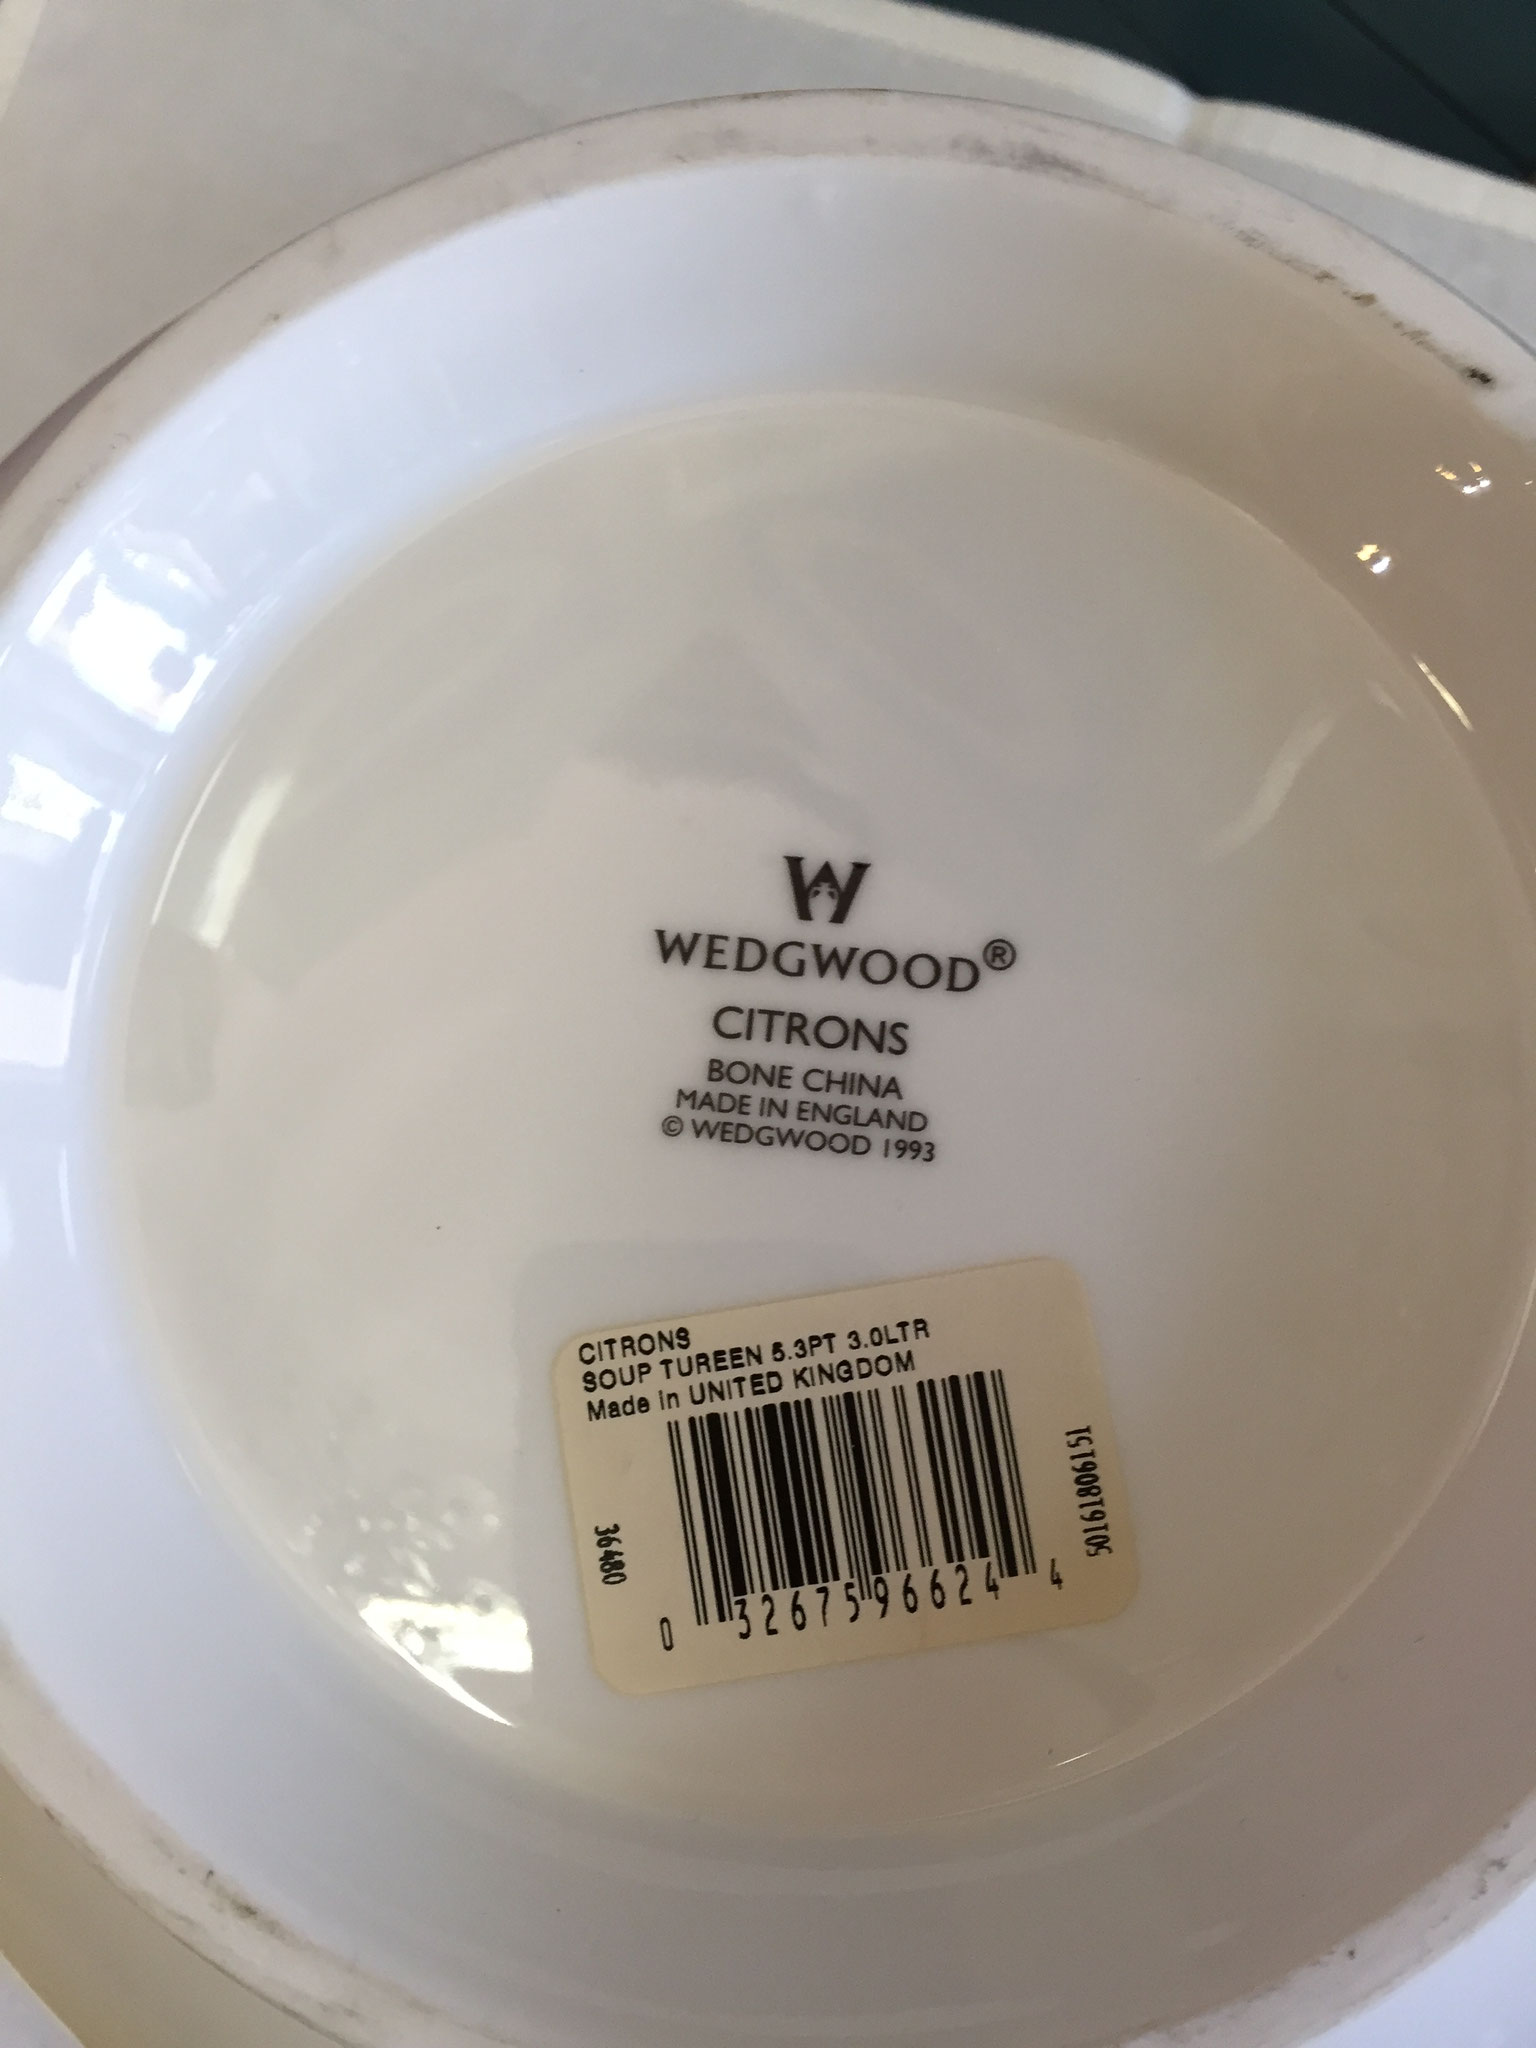 W
WEDGWOOD®
CITRONS
BONE CHINA
MADE IN ENGLAND
© WEDGWOOD 1993
CITRONS
SOUP TUREEN 5.3PT 3.0LTR
Made in UNITED KINGDOM
36480
50161806151
0 32675 96624 4